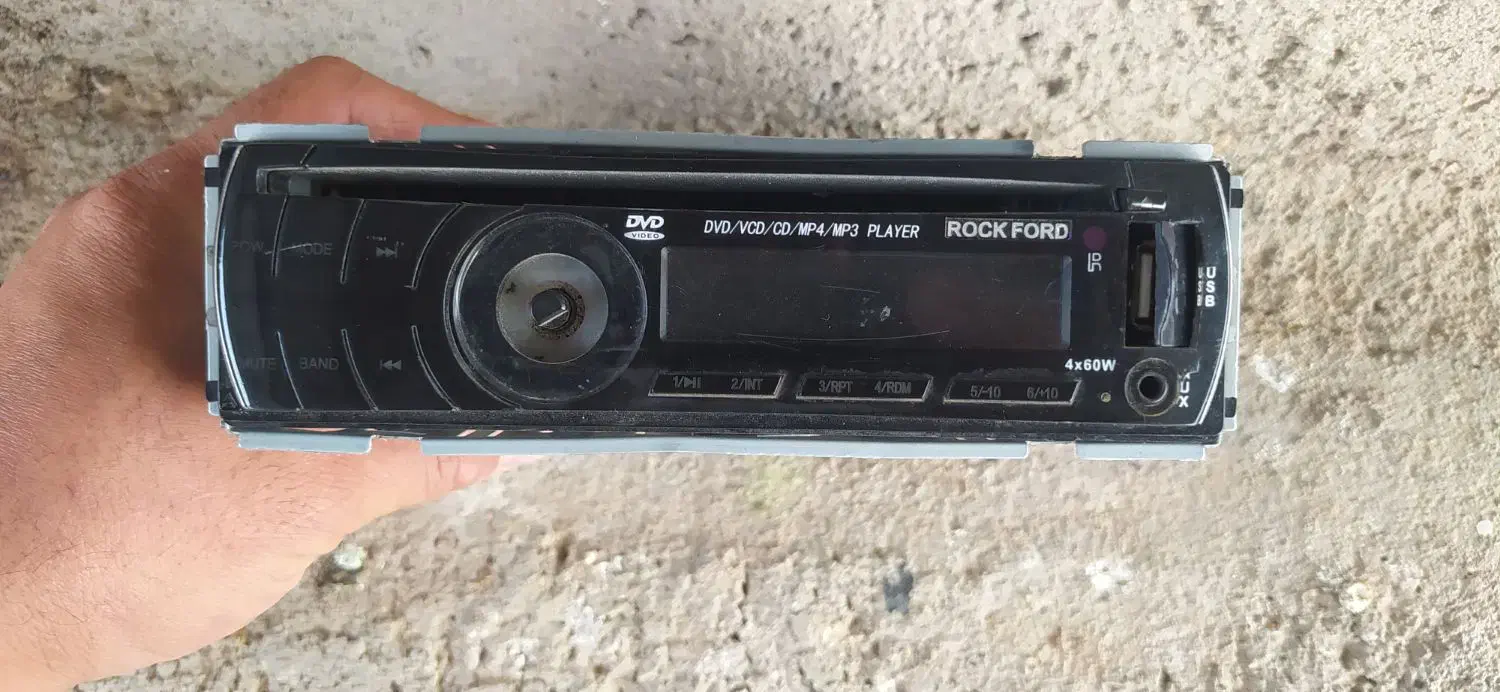 DVD
VIDEO
DVD/VCD/CD/MP4/MP3 PLAYER
ROCK FORD
MODE
USB
MUTE
BAND
4x60W
1/
2/INT
3/RPT
4/RDM
5/-10
6/+10
AUX